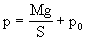 p = Mg/S + p₀